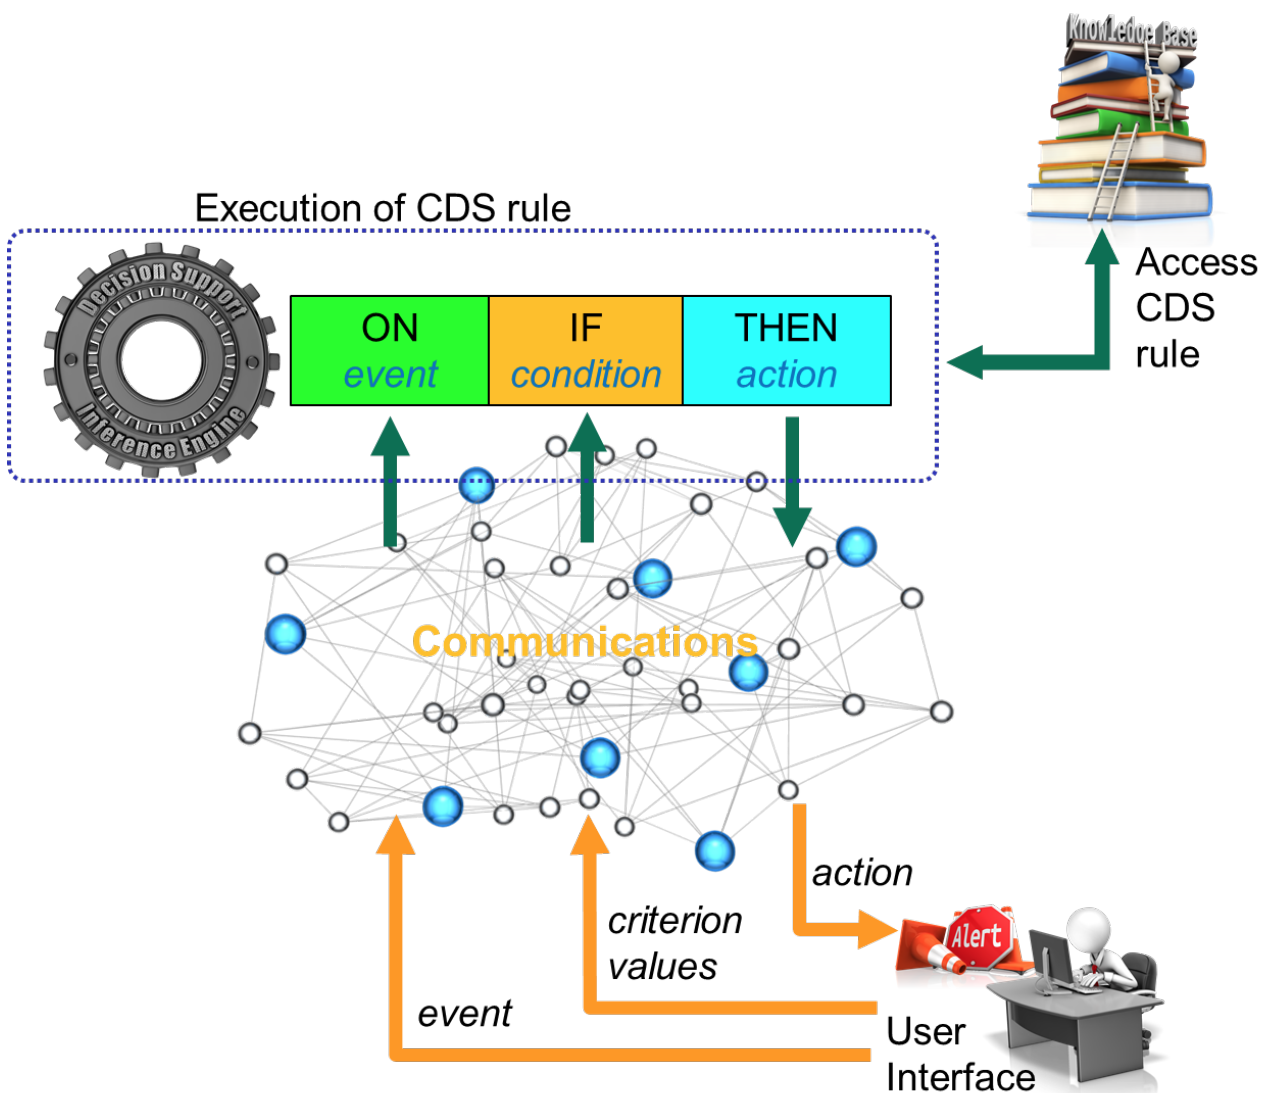 Knowledge Base
Execution of CDS rule
Decision Support
Inference Engine
ON
event
IF
condition
THEN
action
Access
CDS
rule
Communications
action
Alert
criterion
values
event
User
Interface